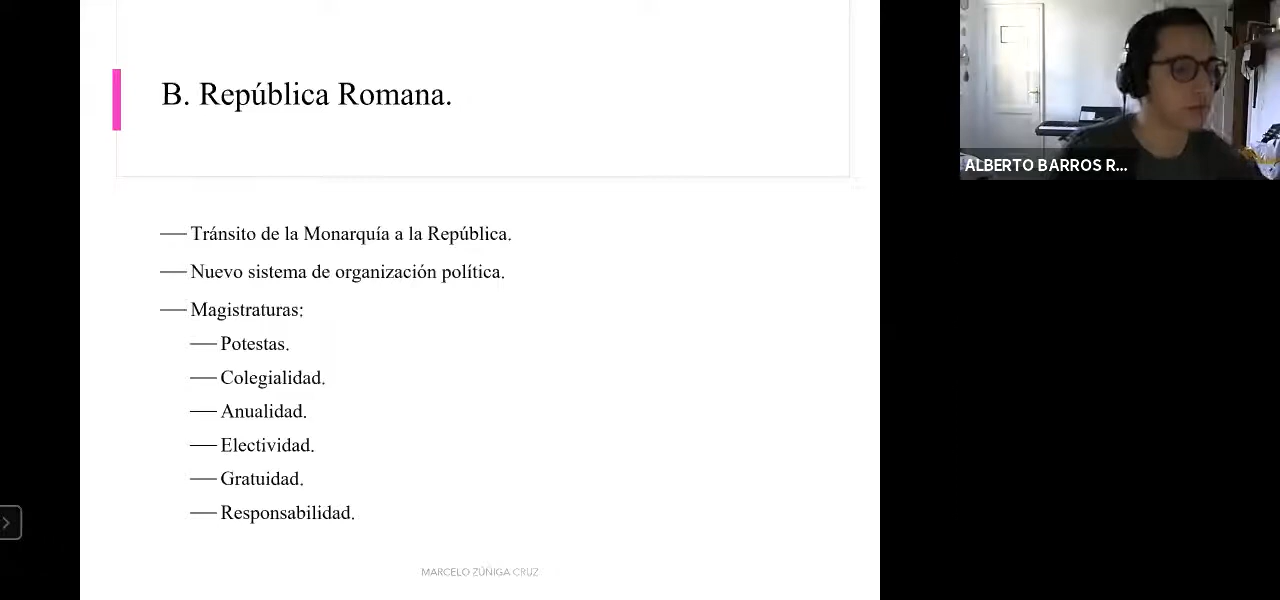 B. República Romana.
Tránsito de la Monarquía a la República.
Nuevo sistema de organización política.
Magistraturas:
Potestas.
Colegialidad.
Anualidad.
Electividad.
Gratuidad.
Responsabilidad.
MARCELO ZÚÑIGA CRUZ
ALBERTO BARROS R...